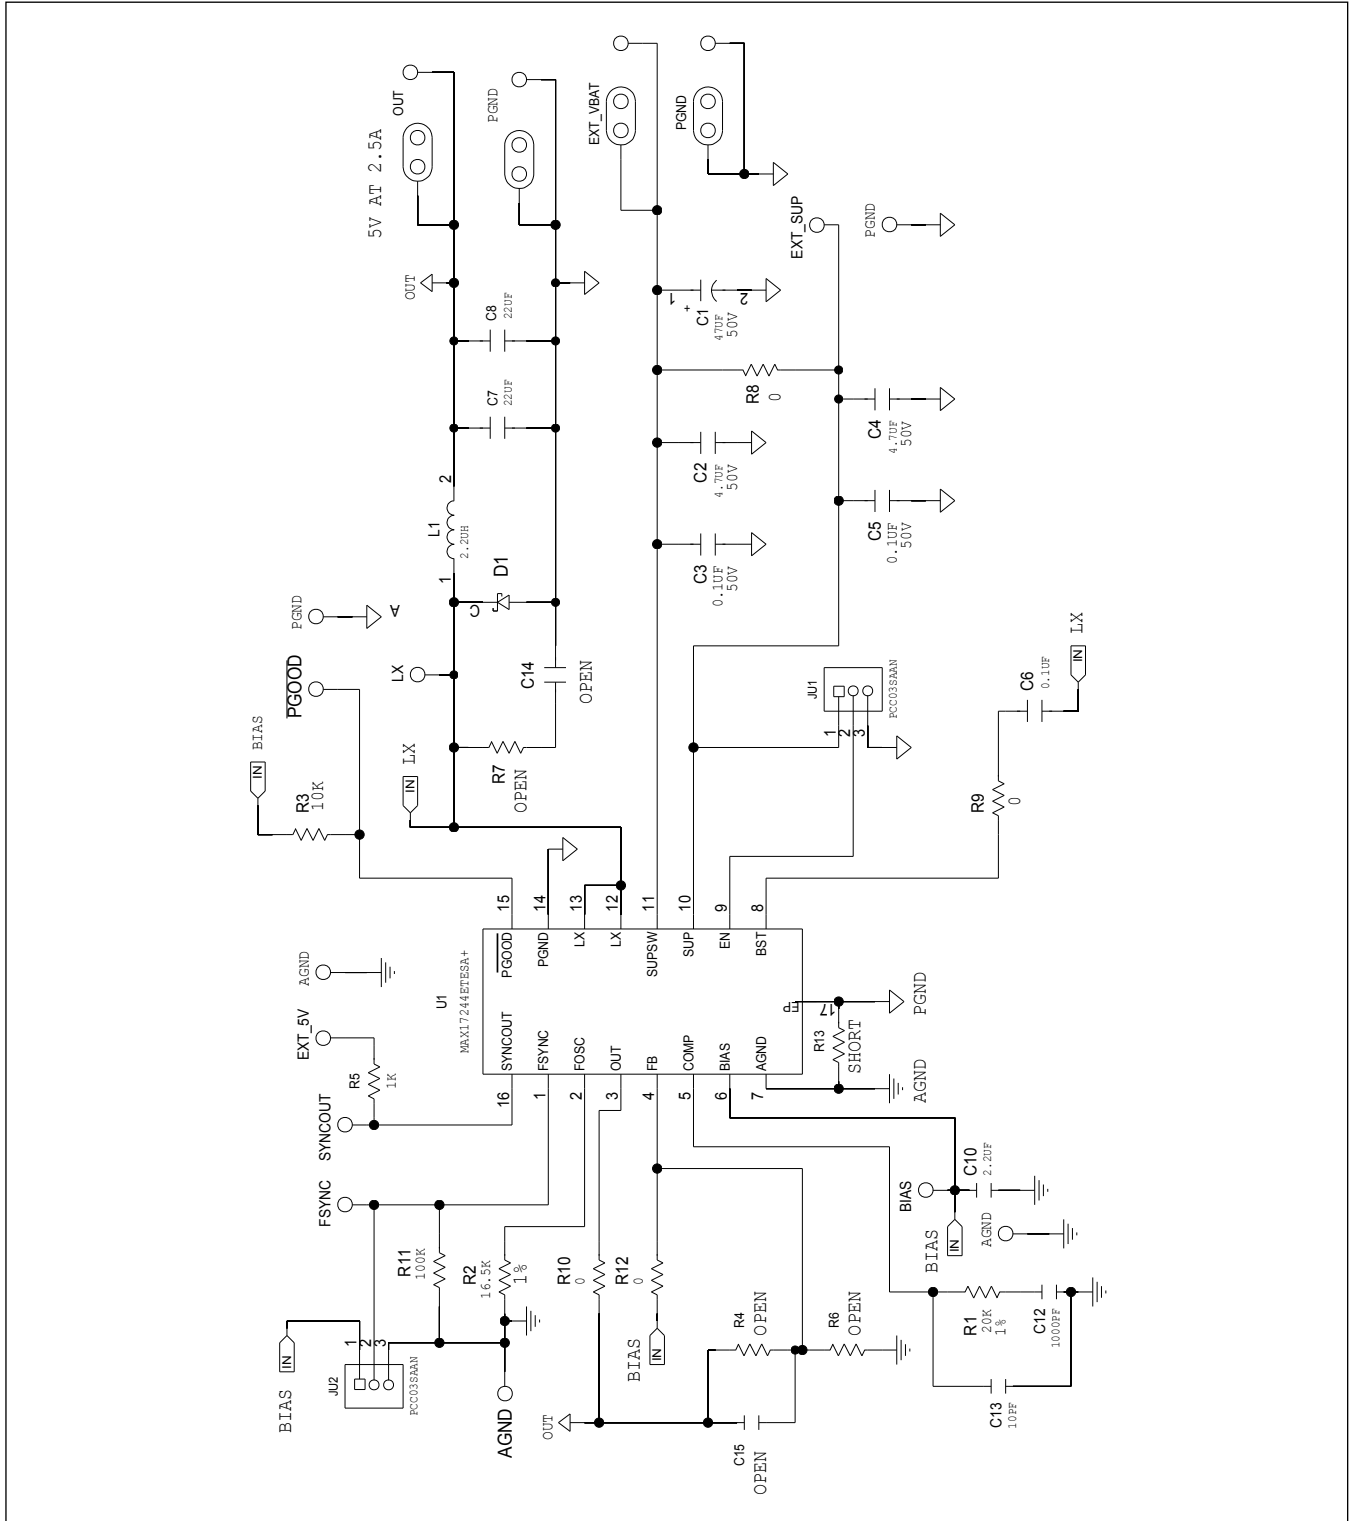 5V AT 2.5A
OUT
PGND
EXT_VBAT
PGND
OUT
C8
22UF
C7
22UF
EXT_SUP
PGND
1
+
2
C1
47UF
50V
R8
0
C4
4.7UF
50V
C2
4.7UF
50V
C5
0.1UF
50V
C3
0.1UF
50V
2
L1
2.2UH
1
C
D1
A
PGND
PGOOD
LX
C14
OPEN
R7
OPEN
IN
LX
IN
BIAS
R3
10K
JU1
PCC03SAAN
1
2
3
C6
0.1UF
IN
LX
R9
0
15
14
13
12
11
10
9
8
PGOOD
PGND
LX
LX
SUPSW
SUP
EN
BST
U1
MAX17244ETESA+
EP
17
PGND
R13
SHORT
AGND
SYNCOUT
FSYNC
FOSC
OUT
FB
COMP
BIAS
AGND
16
1
2
3
4
5
6
7
AGND
EXT_5V
R5
1K
SYNCOUT
FSYNC
R11
100K
R2
16.5K
1%
R10
0
R12
0
BIAS
IN
BIAS
IN
JU2
PCC03SAAN
1
2
3
AGND
OUT
C15
OPEN
R4
OPEN
R6
OPEN
BIAS
BIAS
IN
C10
2.2UF
AGND
R1
20K
1%
C12
1000PF
C13
10PF